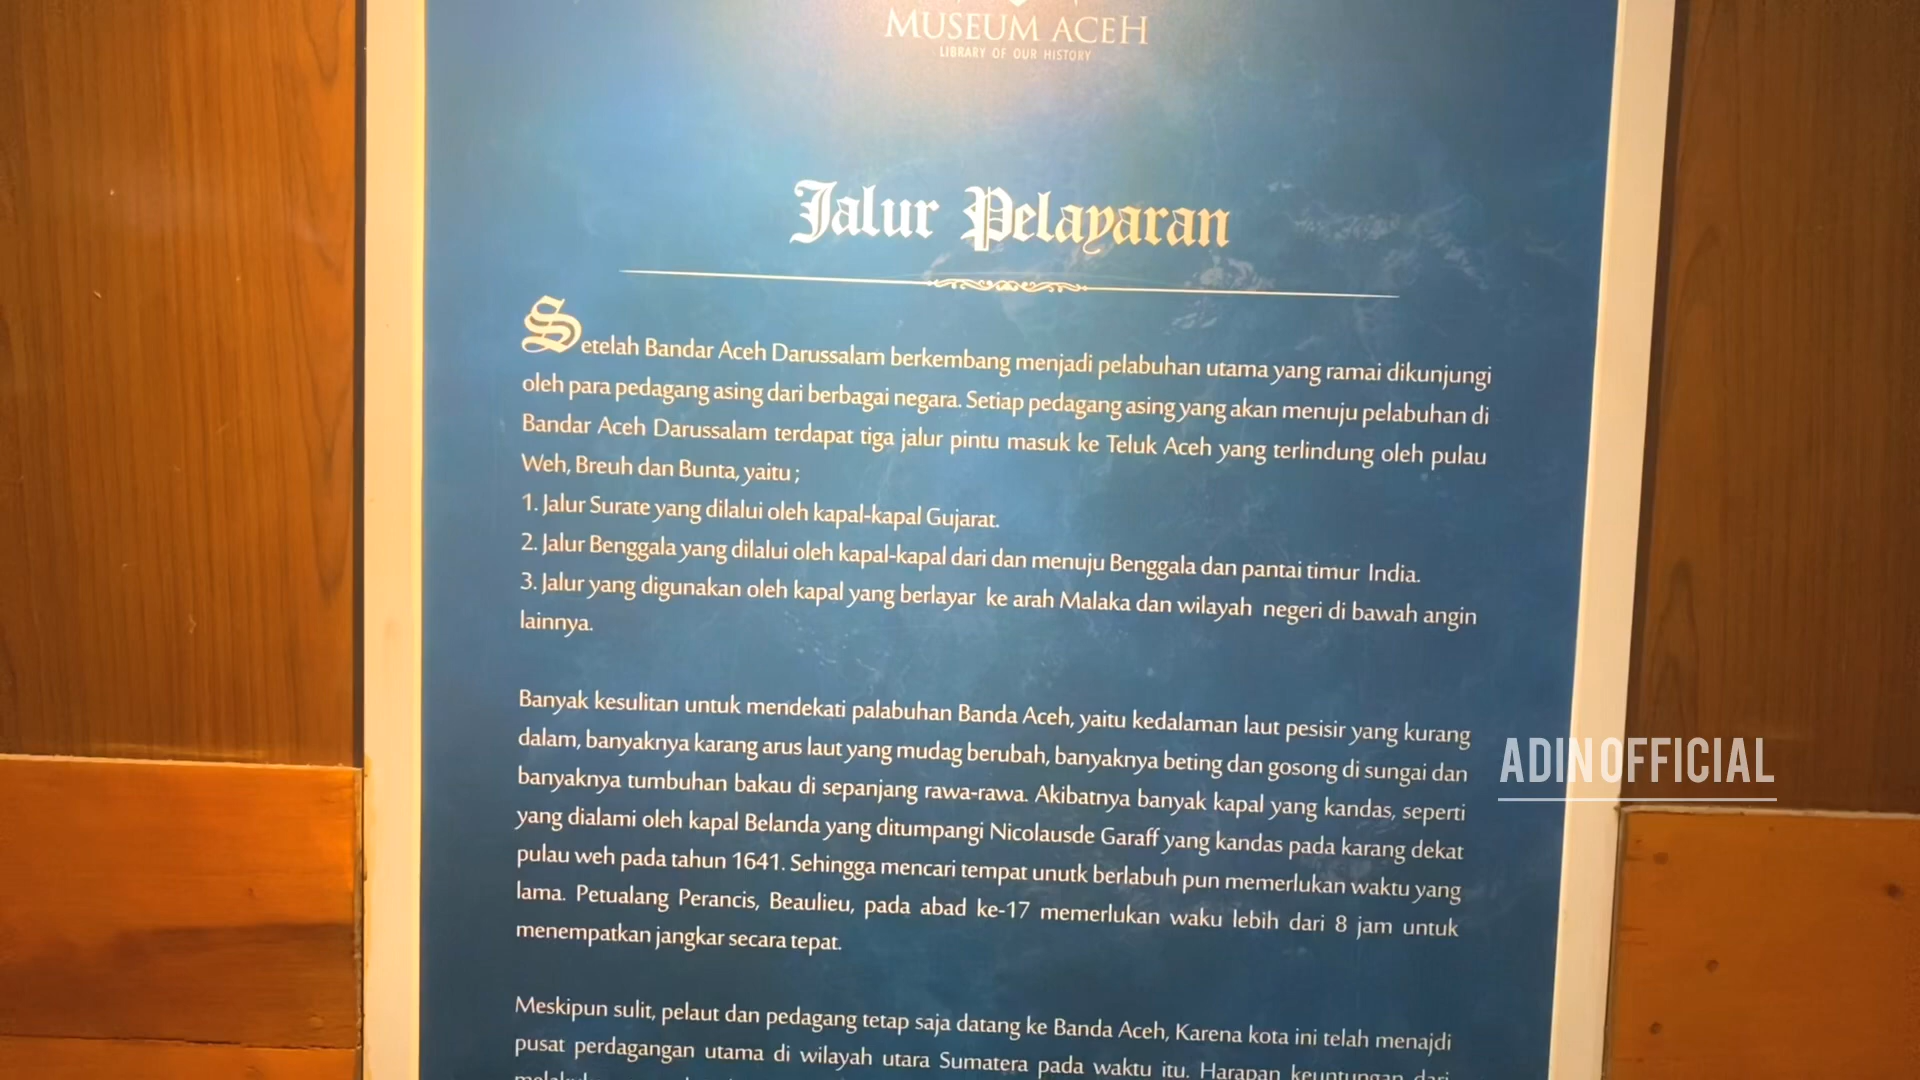 MUSEUM ACEH
LIBRARY OF OUR HISTORY
Jalur Pelayaran
Setelah Bandar Aceh Darussalam berkembang menjadi pelabuhan utama yang ramai dikunjungi
oleh para pedagang asing dari berbagai negara. Setiap pedagang asing yang akan menuju pelabuhan di
Bandar Aceh Darussalam terdapat tiga jalur pintu masuk ke Teluk Aceh yang terlindung oleh pulau
Weh, Breuh dan Bunta, yaitu ;
1. Jalur Surate yang dilalui oleh kapal-kapal Gujarat.
2. Jalur Benggala yang dilalui oleh kapal-kapal dari dan menuju Benggala dan pantai timur India.
3. Jalur yang digunakan oleh kapal yang berlayar ke arah Malaka dan wilayah negeri di bawah angin
lainnya.
Banyak kesulitan untuk mendekati palabuhan Banda Aceh, yaitu kedalaman laut pesisir yang kurang
dalam, banyaknya karang arus laut yang mudag berubah, banyaknya beting dan gosong di sungai dan
banyaknya tumbuhan bakau di sepanjang rawa-rawa. Akibatnya banyak kapal yang kandas, seperti
yang dialami oleh kapal Belanda yang ditumpangi Nicolausde Garaff yang kandas pada karang dekat
pulau weh pada tahun 1641. Sehingga mencari tempat unutk berlabuh pun memerlukan waktu yang
lama. Petualang Perancis, Beaulieu, pada abad ke-17 memerlukan waku lebih dari 8 jam untuk
menempatkan jangkar secara tepat.
Meskipun sulit, pelaut dan pedagang tetap saja datang ke Banda Aceh, Karena kota ini telah menajdi
pusat perdagangan utama di wilayah utara Sumatera pada waktu itu. Harapan keuntungan dari
ADINOFFICIAL